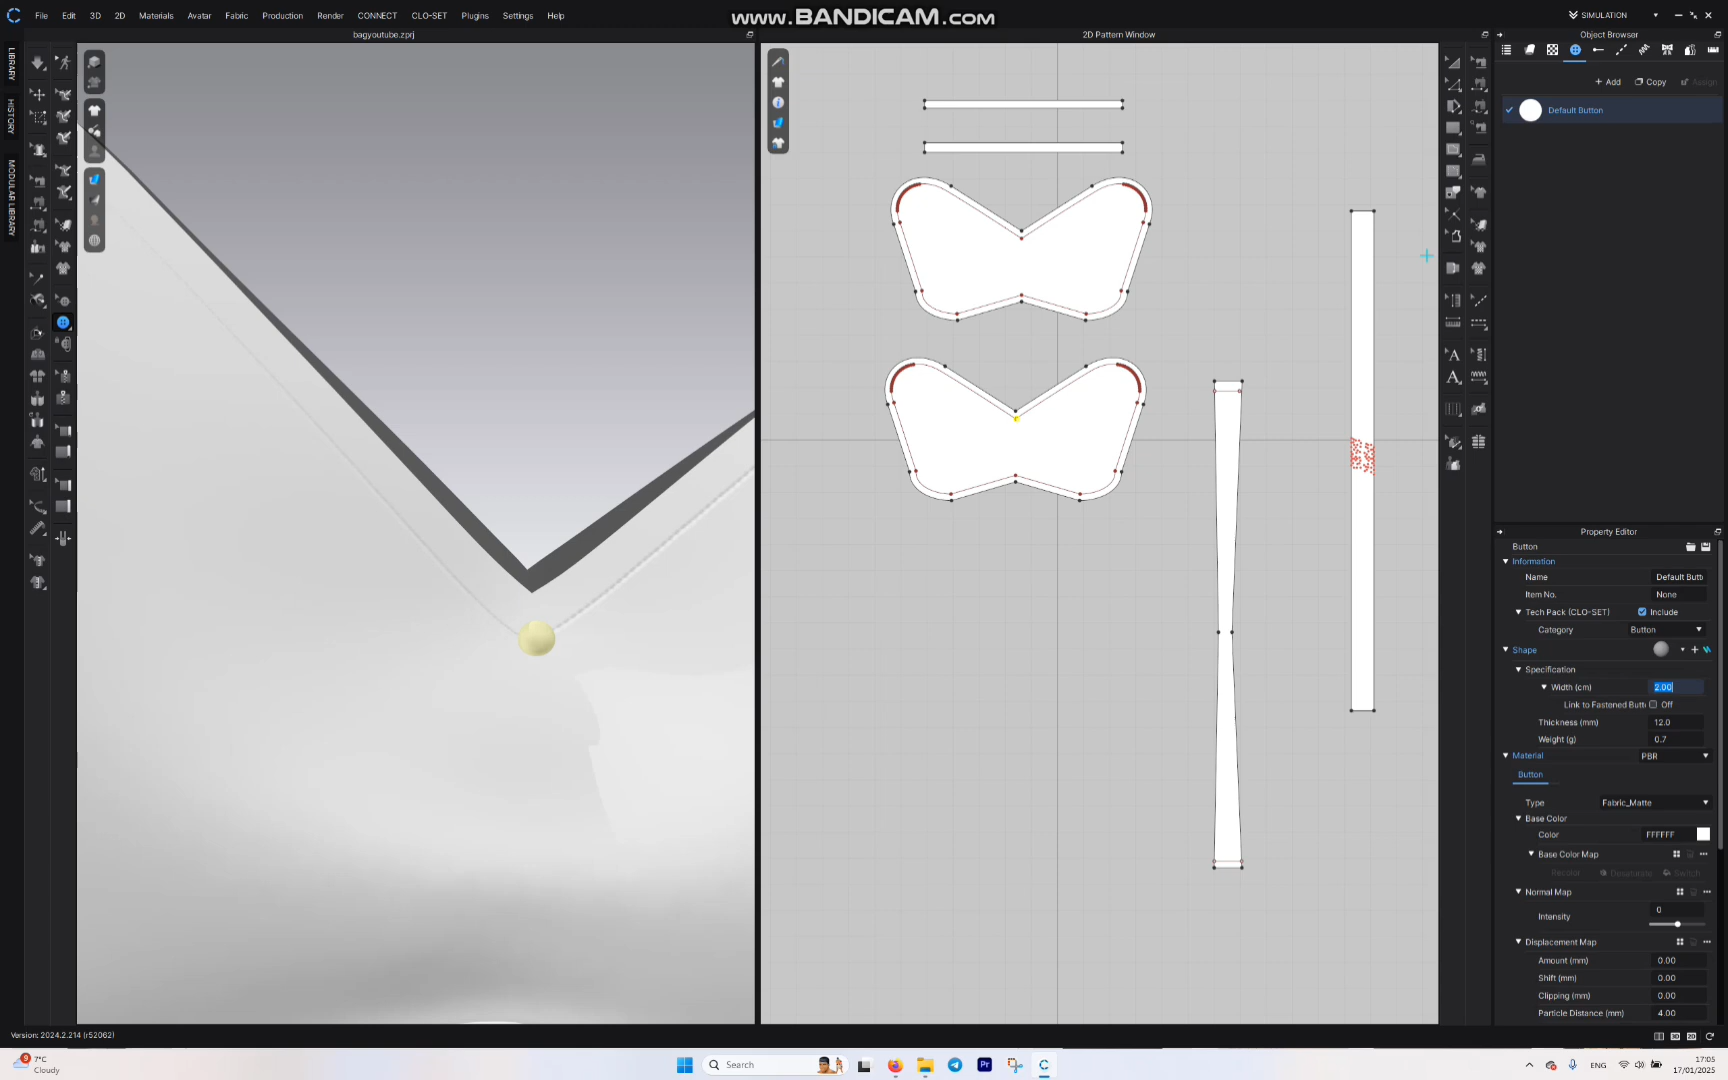 File Edit 3D 2D Materials Avatar Fabric Production Render CONNECT CLO-SET Plugins Settings Help
www.BANDICAM.com
SIMULATION
bagyoutube.zprj
2D Pattern Window
Object Browser
LIBRARY
HISTORY
MODULAR LIBRARY
+ Add Copy Assign
Default Button
Property Editor
Button
Information
Name Default Butt
Item No. None
Tech Pack (CLO-SET) Include
Category Button
Shape
Specification
Width (cm) 2.00
Link to Fastened Butt Off
Thickness (mm) 12.0
Weight (g) 0.7
Material PBR
Button
Type Fabric_Matte
Base Color
Color FFFFFF
Base Color Map
Recolor Desaturate Switch
Normal Map
Intensity 0
Displacement Map
Amount (mm) 0.00
Shift (mm) 0.00
Clipping (mm) 0.00
Particle Distance (mm) 4.00
Version: 2024.2.214 (r52062)
9
7°C
Cloudy
Search
Pr
ENG
17:05
17/01/2025